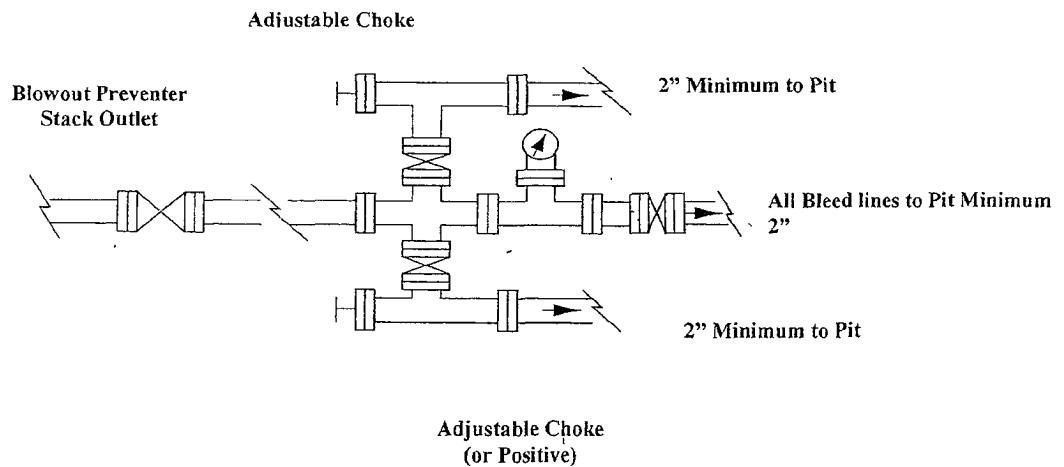 Adjustable Choke
Blowout Preventer
Stack Outlet
2” Minimum to Pit
All Bleed lines to Pit Minimum
2”
2” Minimum to Pit
Adjustable Choke
(or Positive)